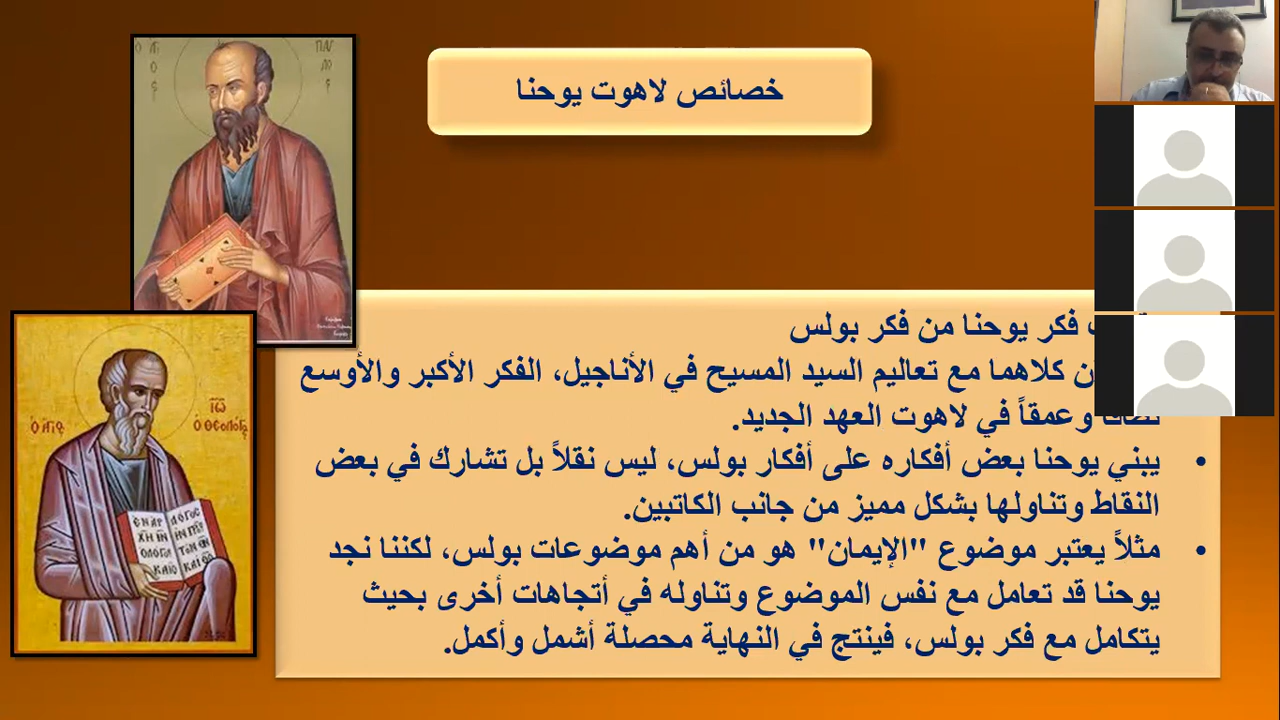 خصائص لاهوت يوحنا
فكر يوحنا من فكر بولس
كلاهما مع تعاليم السيد المسيح في الأناجيل، الفكر الأكبر والأوسع
وعمقاً في لاهوت العهد الجديد.
• يبني يوحنا بعض أفكاره على أفكار بولس، ليس نقلاً بل تشارك في بعض
النقاط وتناولها بشكل مميز من جانب الكاتبين.
• مثلاً يعتبر موضوع "الإيمان" هو من أهم موضوعات بولس، لكننا نجد
يوحنا قد تعامل مع نفس الموضوع وتناوله في أتجاهات أخرى بحيث
يتكامل مع فكر بولس، فينتج في النهاية محصلة أشمل وأكمل.